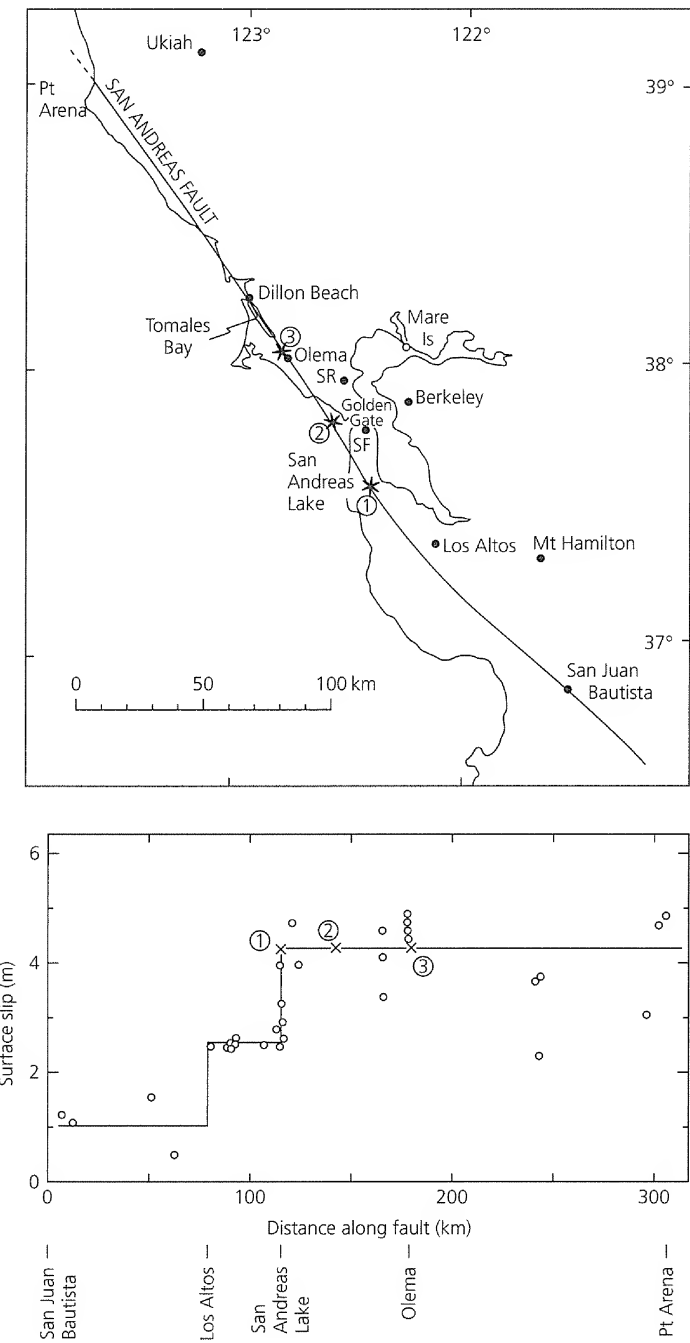 Ukiah
123°
122°
39°
Pt
Arena
SAN ANDREAS FAULT
Dillon Beach
Tomales
Bay
③
Olema
Mare
Is
38°
SR
Berkeley
Golden
Gate
②
SF
San
Andreas
Lake
①
Los Altos
Mt Hamilton
37°
San Juan
Bautista
0 50 100 km
6
4
2
0
Surface slip (m)
①
②
③
0 100 200 300
Distance along fault (km)
San Juan
Bautista
Los Altos
San
Andreas
Lake
Olema
Pt Arena